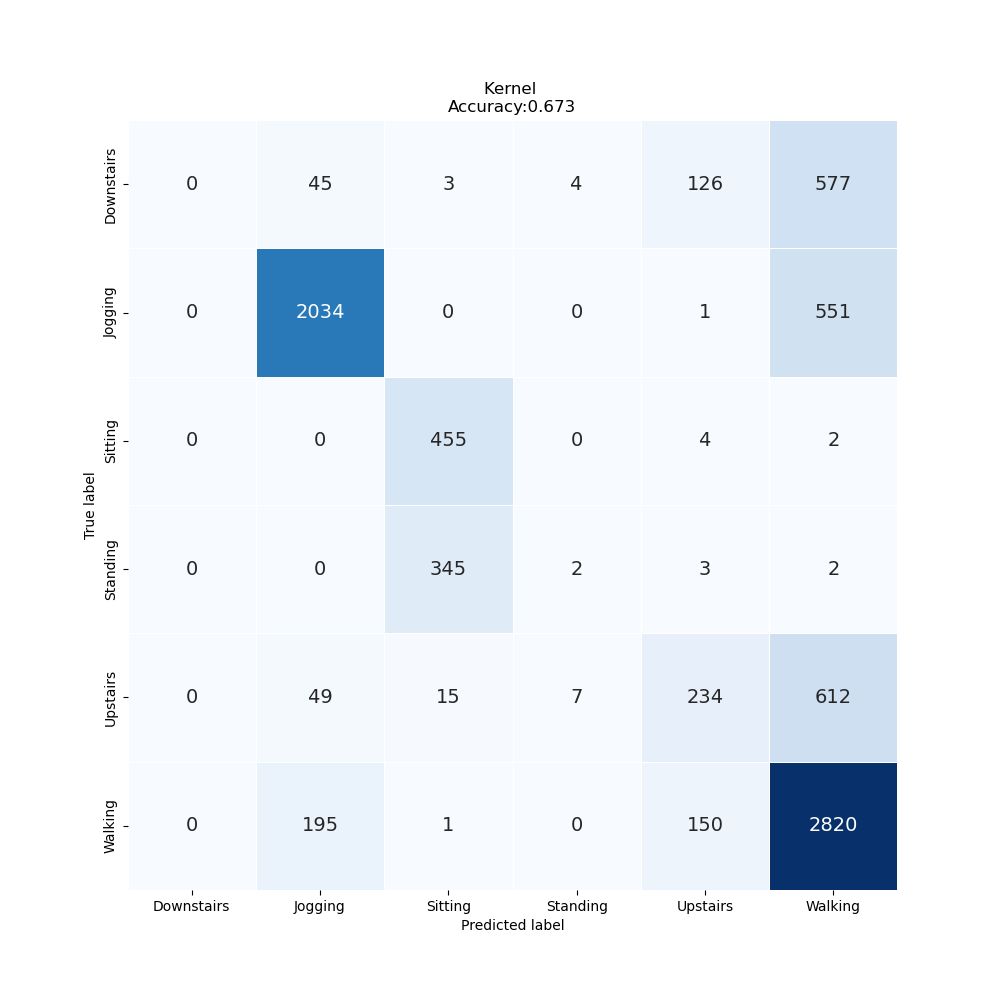 Kernel
Accuracy:0.673
Downstairs 0 45 3 4 126 577
Jogging 0 2034 0 0 1 551
Sitting 0 0 455 0 4 2
Standing 0 0 345 2 3 2
Upstairs 0 49 15 7 234 612
Walking 0 195 1 0 150 2820
True label
Downstairs Jogging Sitting Standing Upstairs Walking
Predicted label